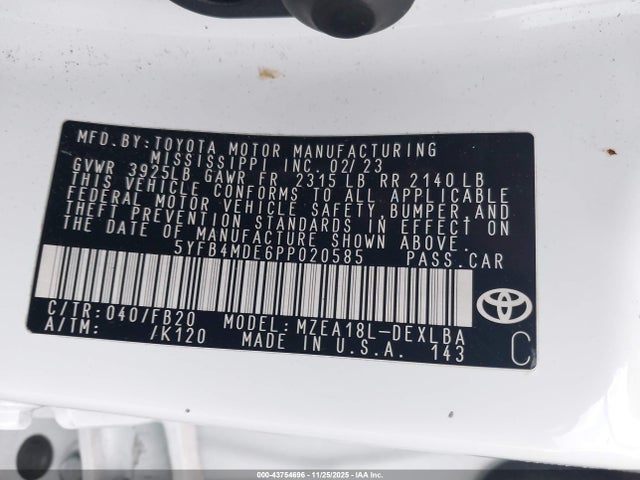 MFD.BY:TOYOTA MOTOR MANUFACTURING
MISSISSIPPI INC. 02/23
GVWR 3925LB GAWR FR 2315 LB RR 2140 LB
THIS VEHICLE CONFORMS TO ALL APPLICABLE
FEDERAL MOTOR VEHICLE SAFETY,BUMPER,AND
THEFT PREVENTION STANDARDS IN EFFECT ON
THE DATE OF MANUFACTURE SHOWN ABOVE.
5YFB4MDE6PP020585 PASS.CAR
C/TR:040/FB20 MODEL:MZEA18L-DEXLBA
A/TM: /K120 MADE IN U.S.A. 143
C
000-43754696 - 11/25/2025 - IAA, LLC.